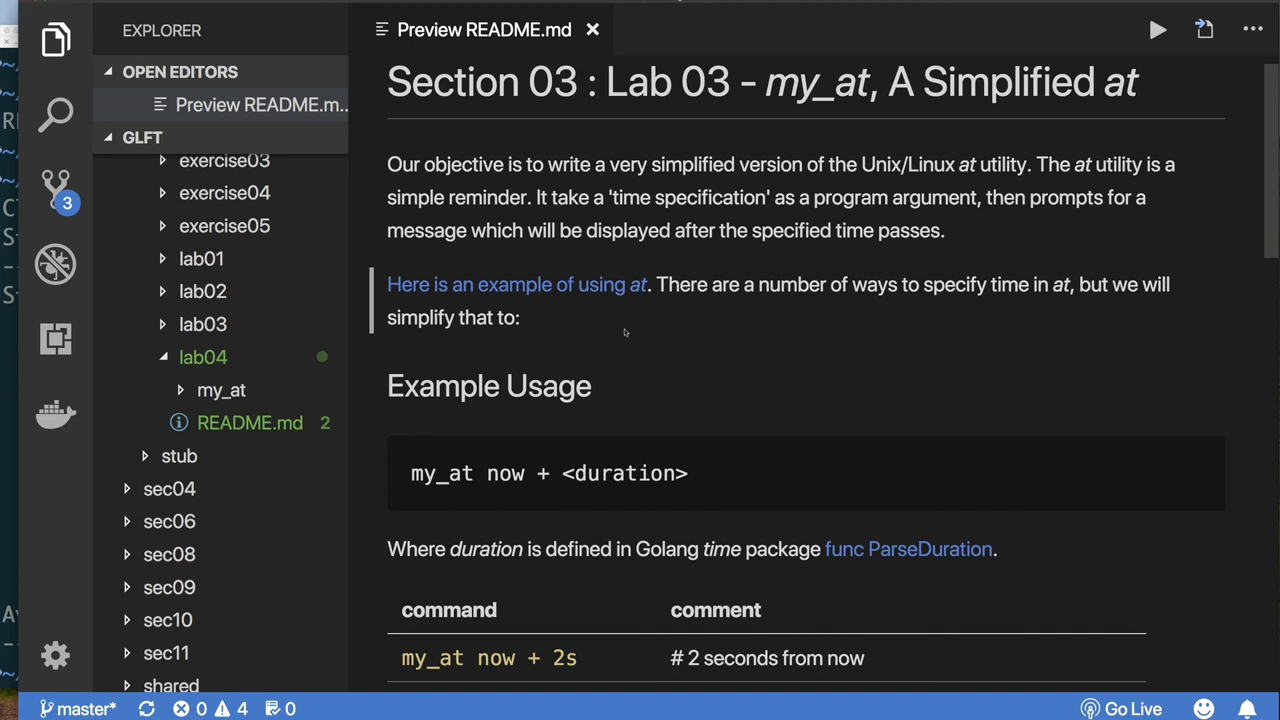 EXPLORER
Preview README.md
OPEN EDITORS
Preview README.m...
GLFT
exercise03
exercise04
exercise05
lab01
lab02
lab03
lab04
my_at
README.md 2
stub
sec04
sec06
sec08
sec09
sec10
sec11
shared
3
Section 03 : Lab 03 - my_at, A Simplified at
Our objective is to write a very simplified version of the Unix/Linux at utility. The at utility is a
simple reminder. It take a 'time specification' as a program argument, then prompts for a
message which will be displayed after the specified time passes.
Here is an example of using at. There are a number of ways to specify time in at, but we will
simplify that to:
Example Usage
my_at now + <duration>
Where duration is defined in Golang time package func ParseDuration.
command comment
my_at now + 2s # 2 seconds from now
master* 0 4 0 Go Live